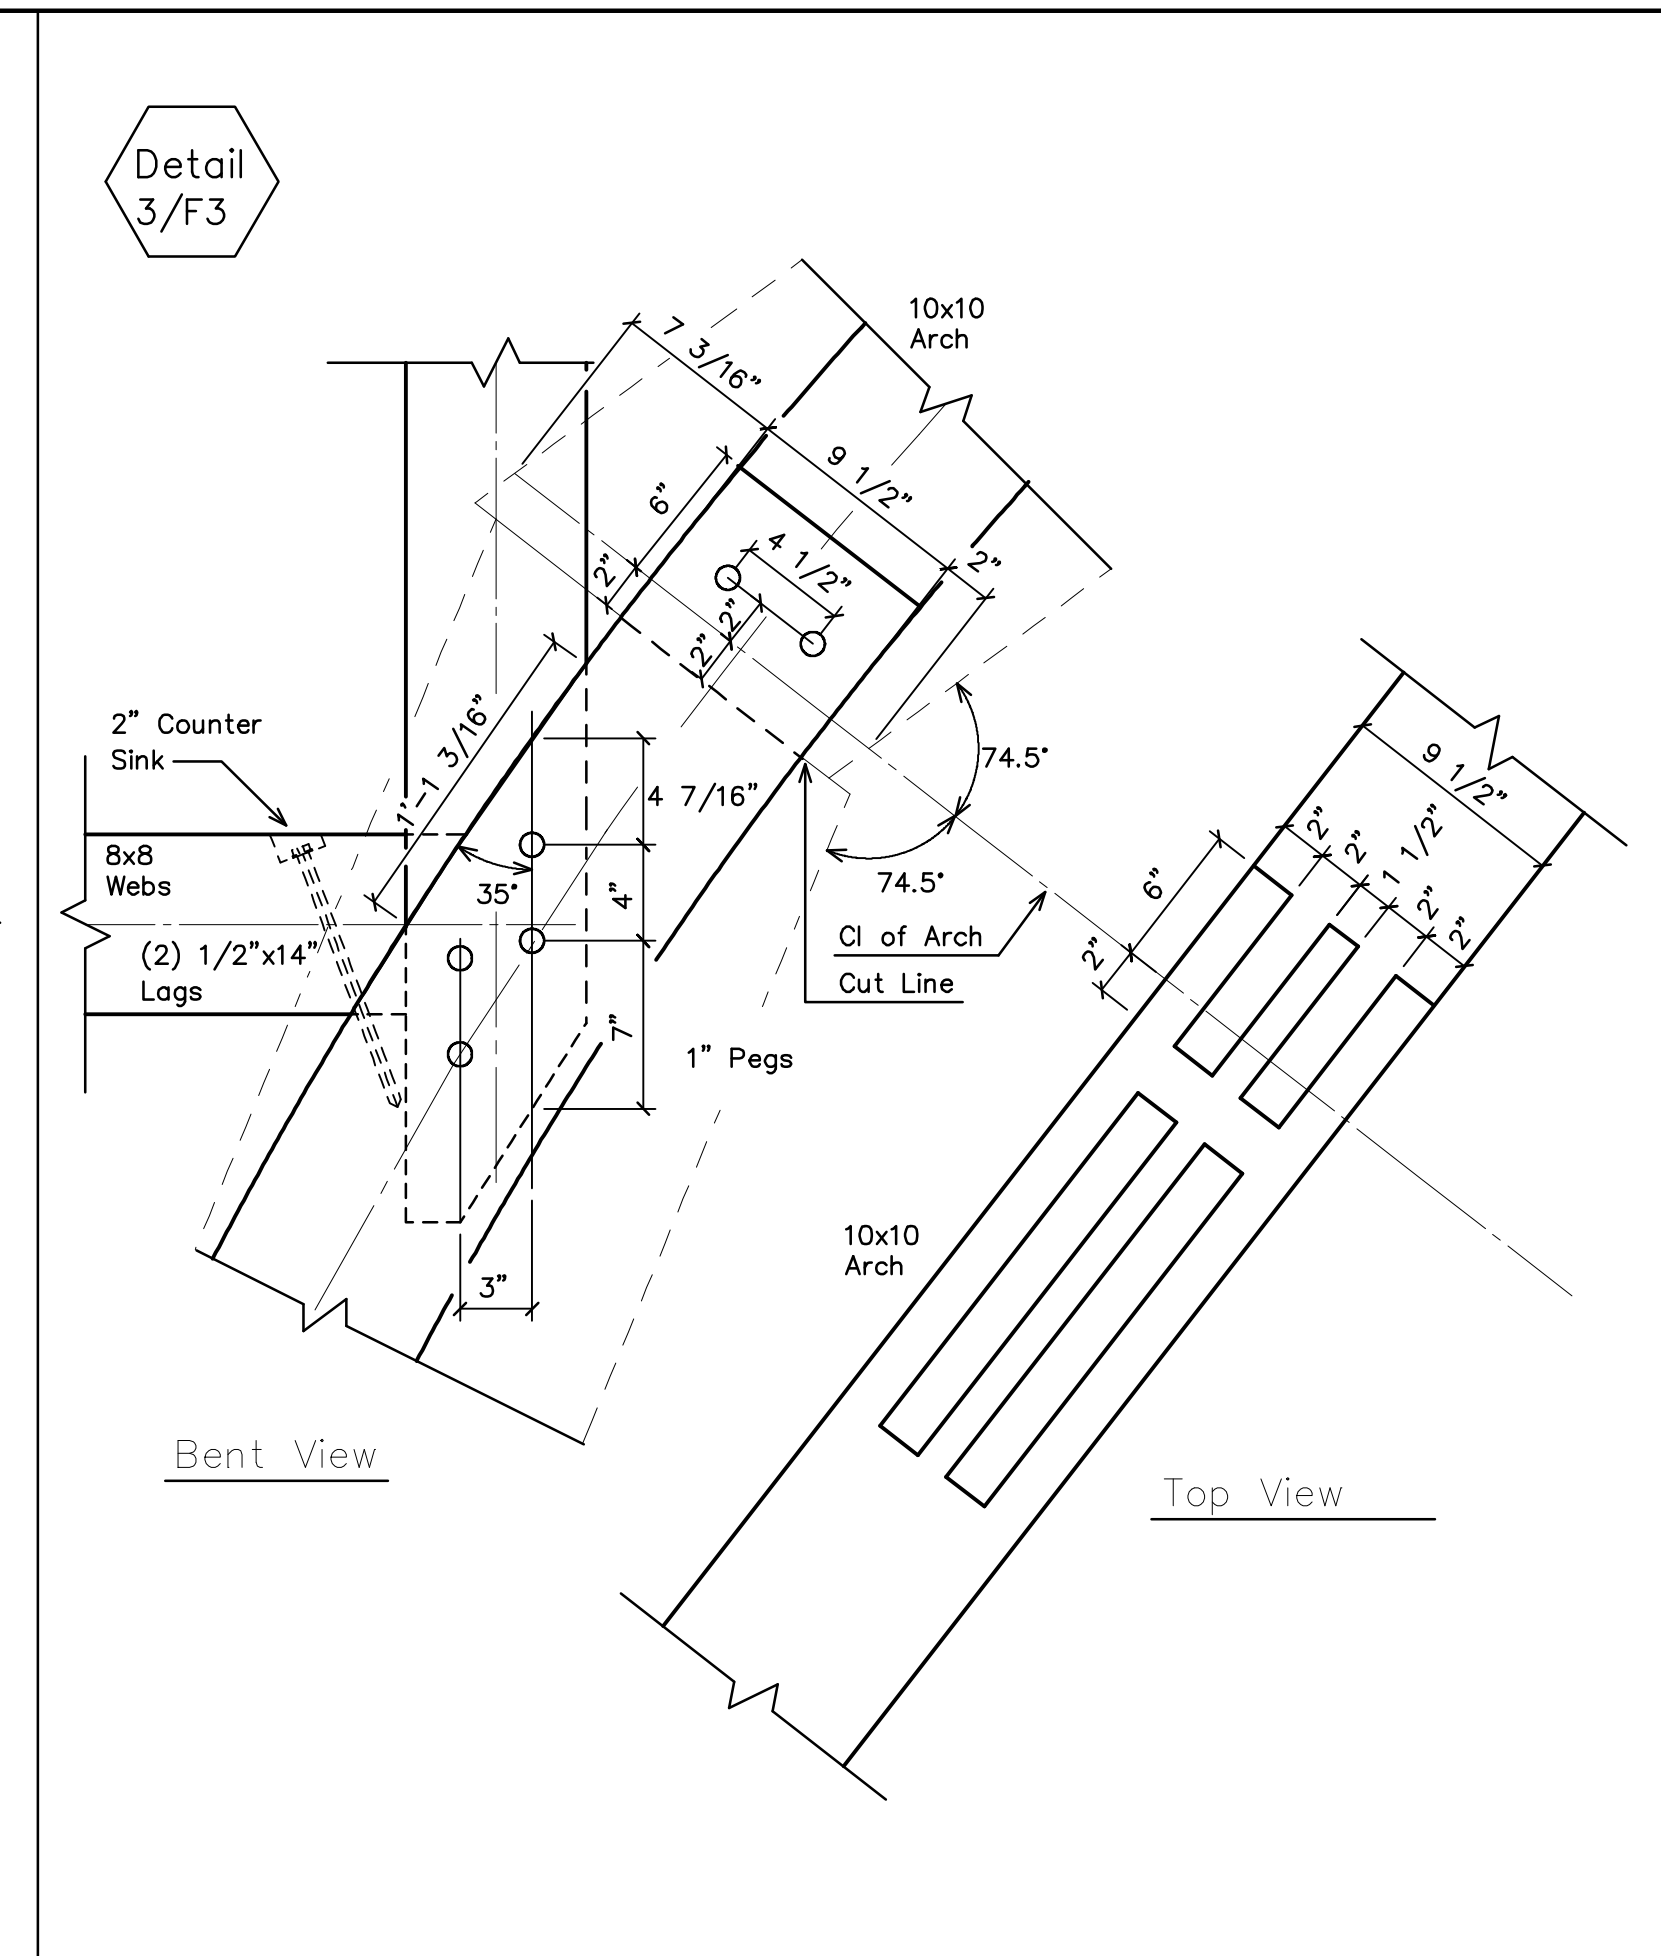 Detail
3/F3
10x10
Arch
7 3/16"
9 1/2"
6"
2"
4 1/2"
2"
2"
2"
1'-1 3/16"
2" Counter
Sink
74.5°
4 7/16"
8x8
Webs
35°
74.5°
4"
(2) 1/2"x14"
Lags
Cl of Arch
Cut Line
7"
1" Pegs
3"
Bent View
9 1/2"
2"
2"
1 1/2"
2"
2"
6"
2"
10x10
Arch
Top View